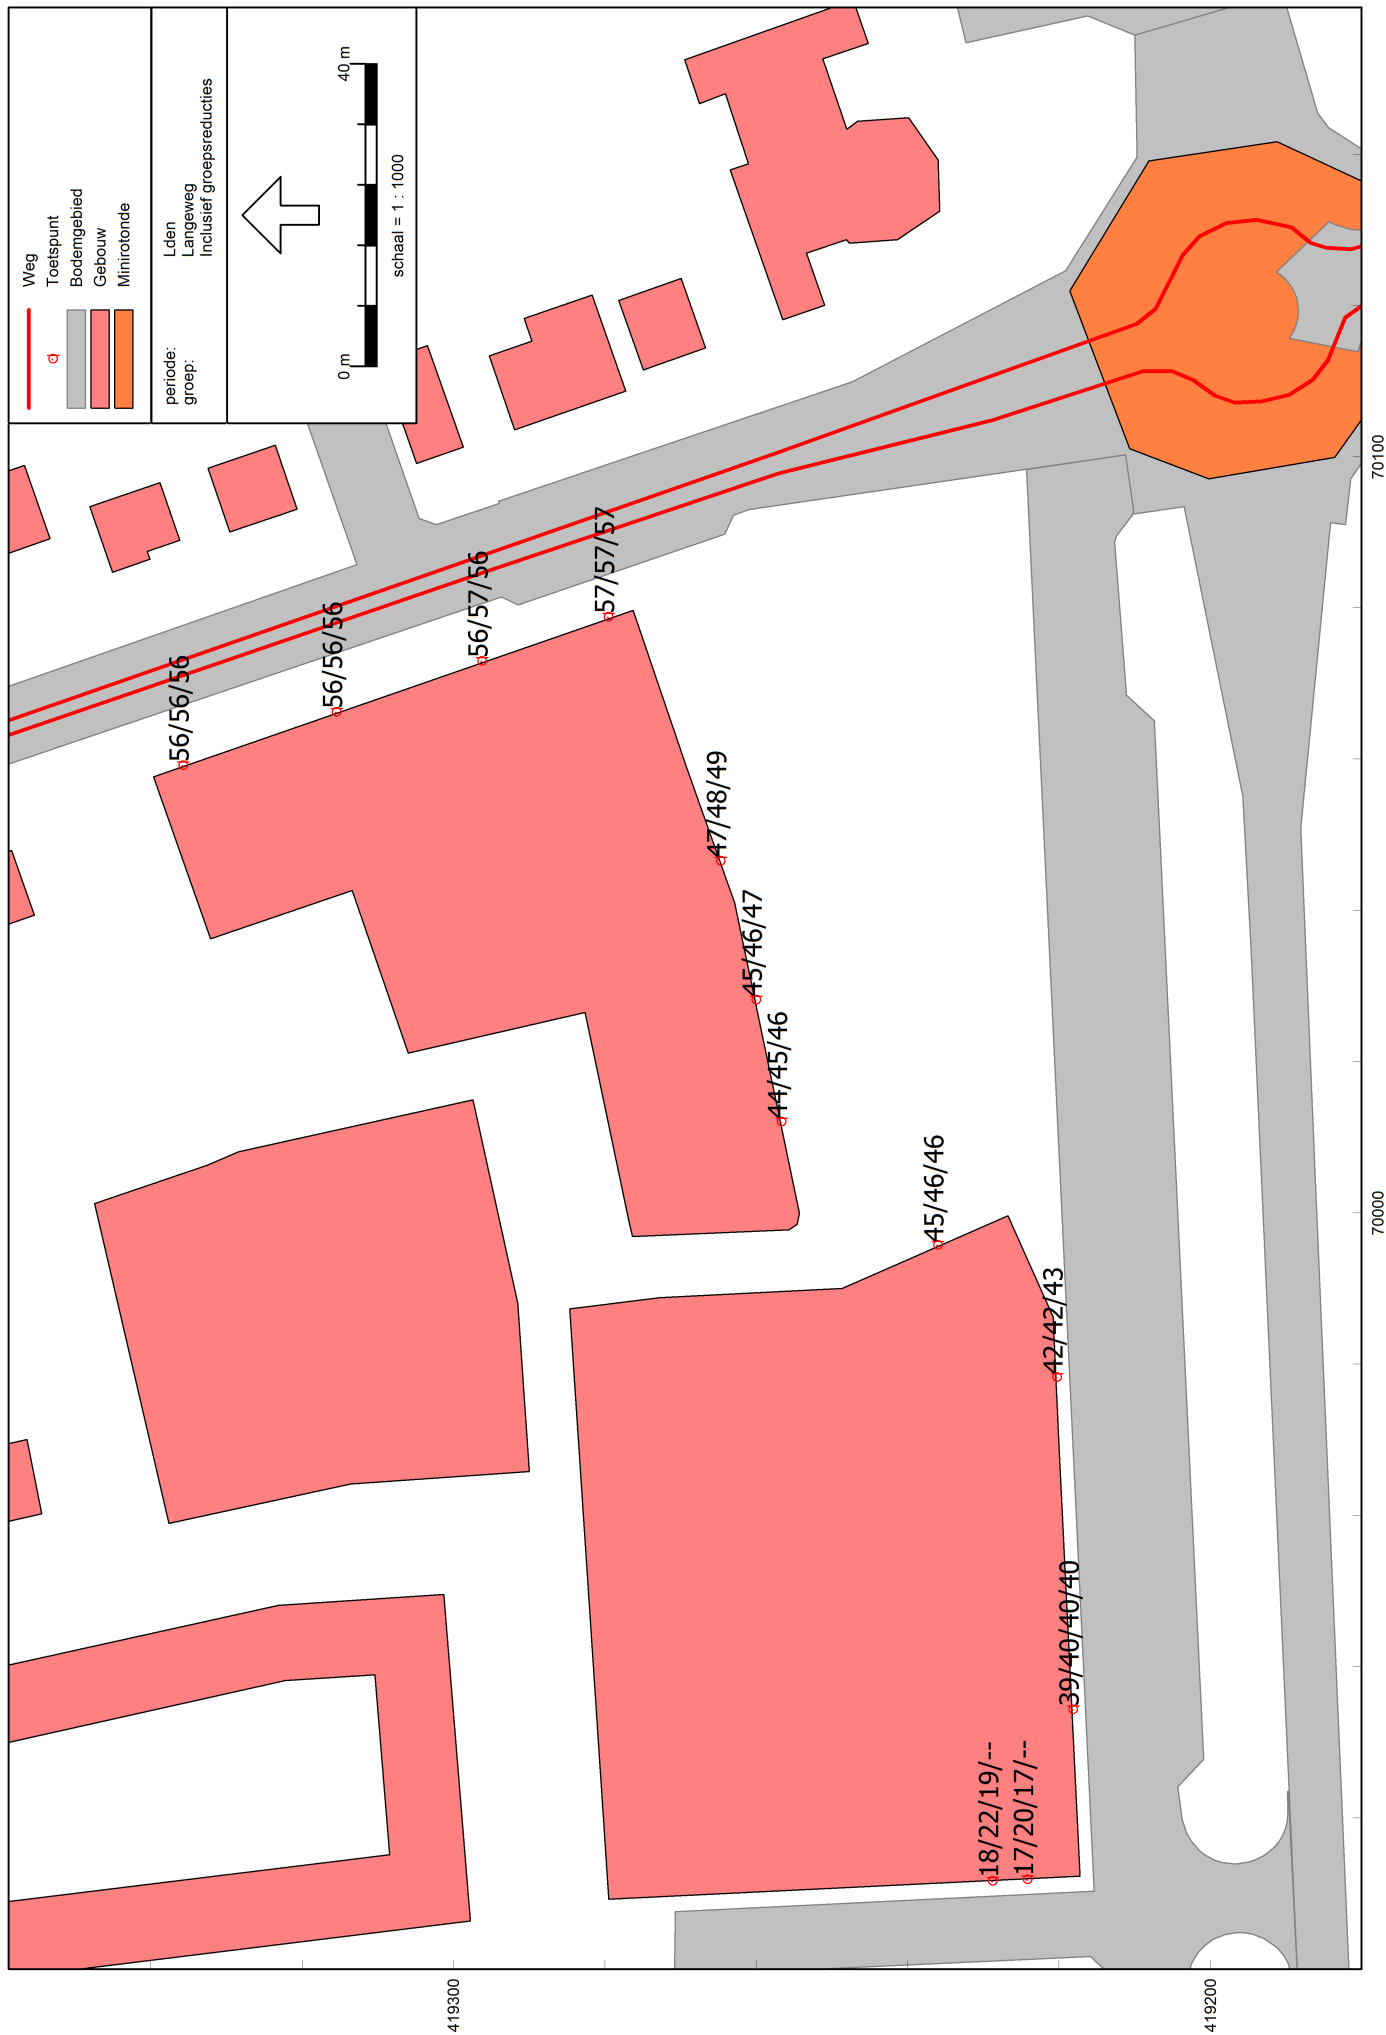 Weg
Toetspunt
Bodemgebied
Gebouw
Minirotonde
periode: Lden
groep: Langeweg
Inclusief groepsreducties
0 m 40 m
schaal = 1 : 1000
56/56/56
56/56/56
56/57/56
57/57/57
47/48/49
45/46/47
44/45/46
45/46/46
42/42/43
39/40/40/40
18/22/19/--
17/20/17/--
70000
70100
419300
419200